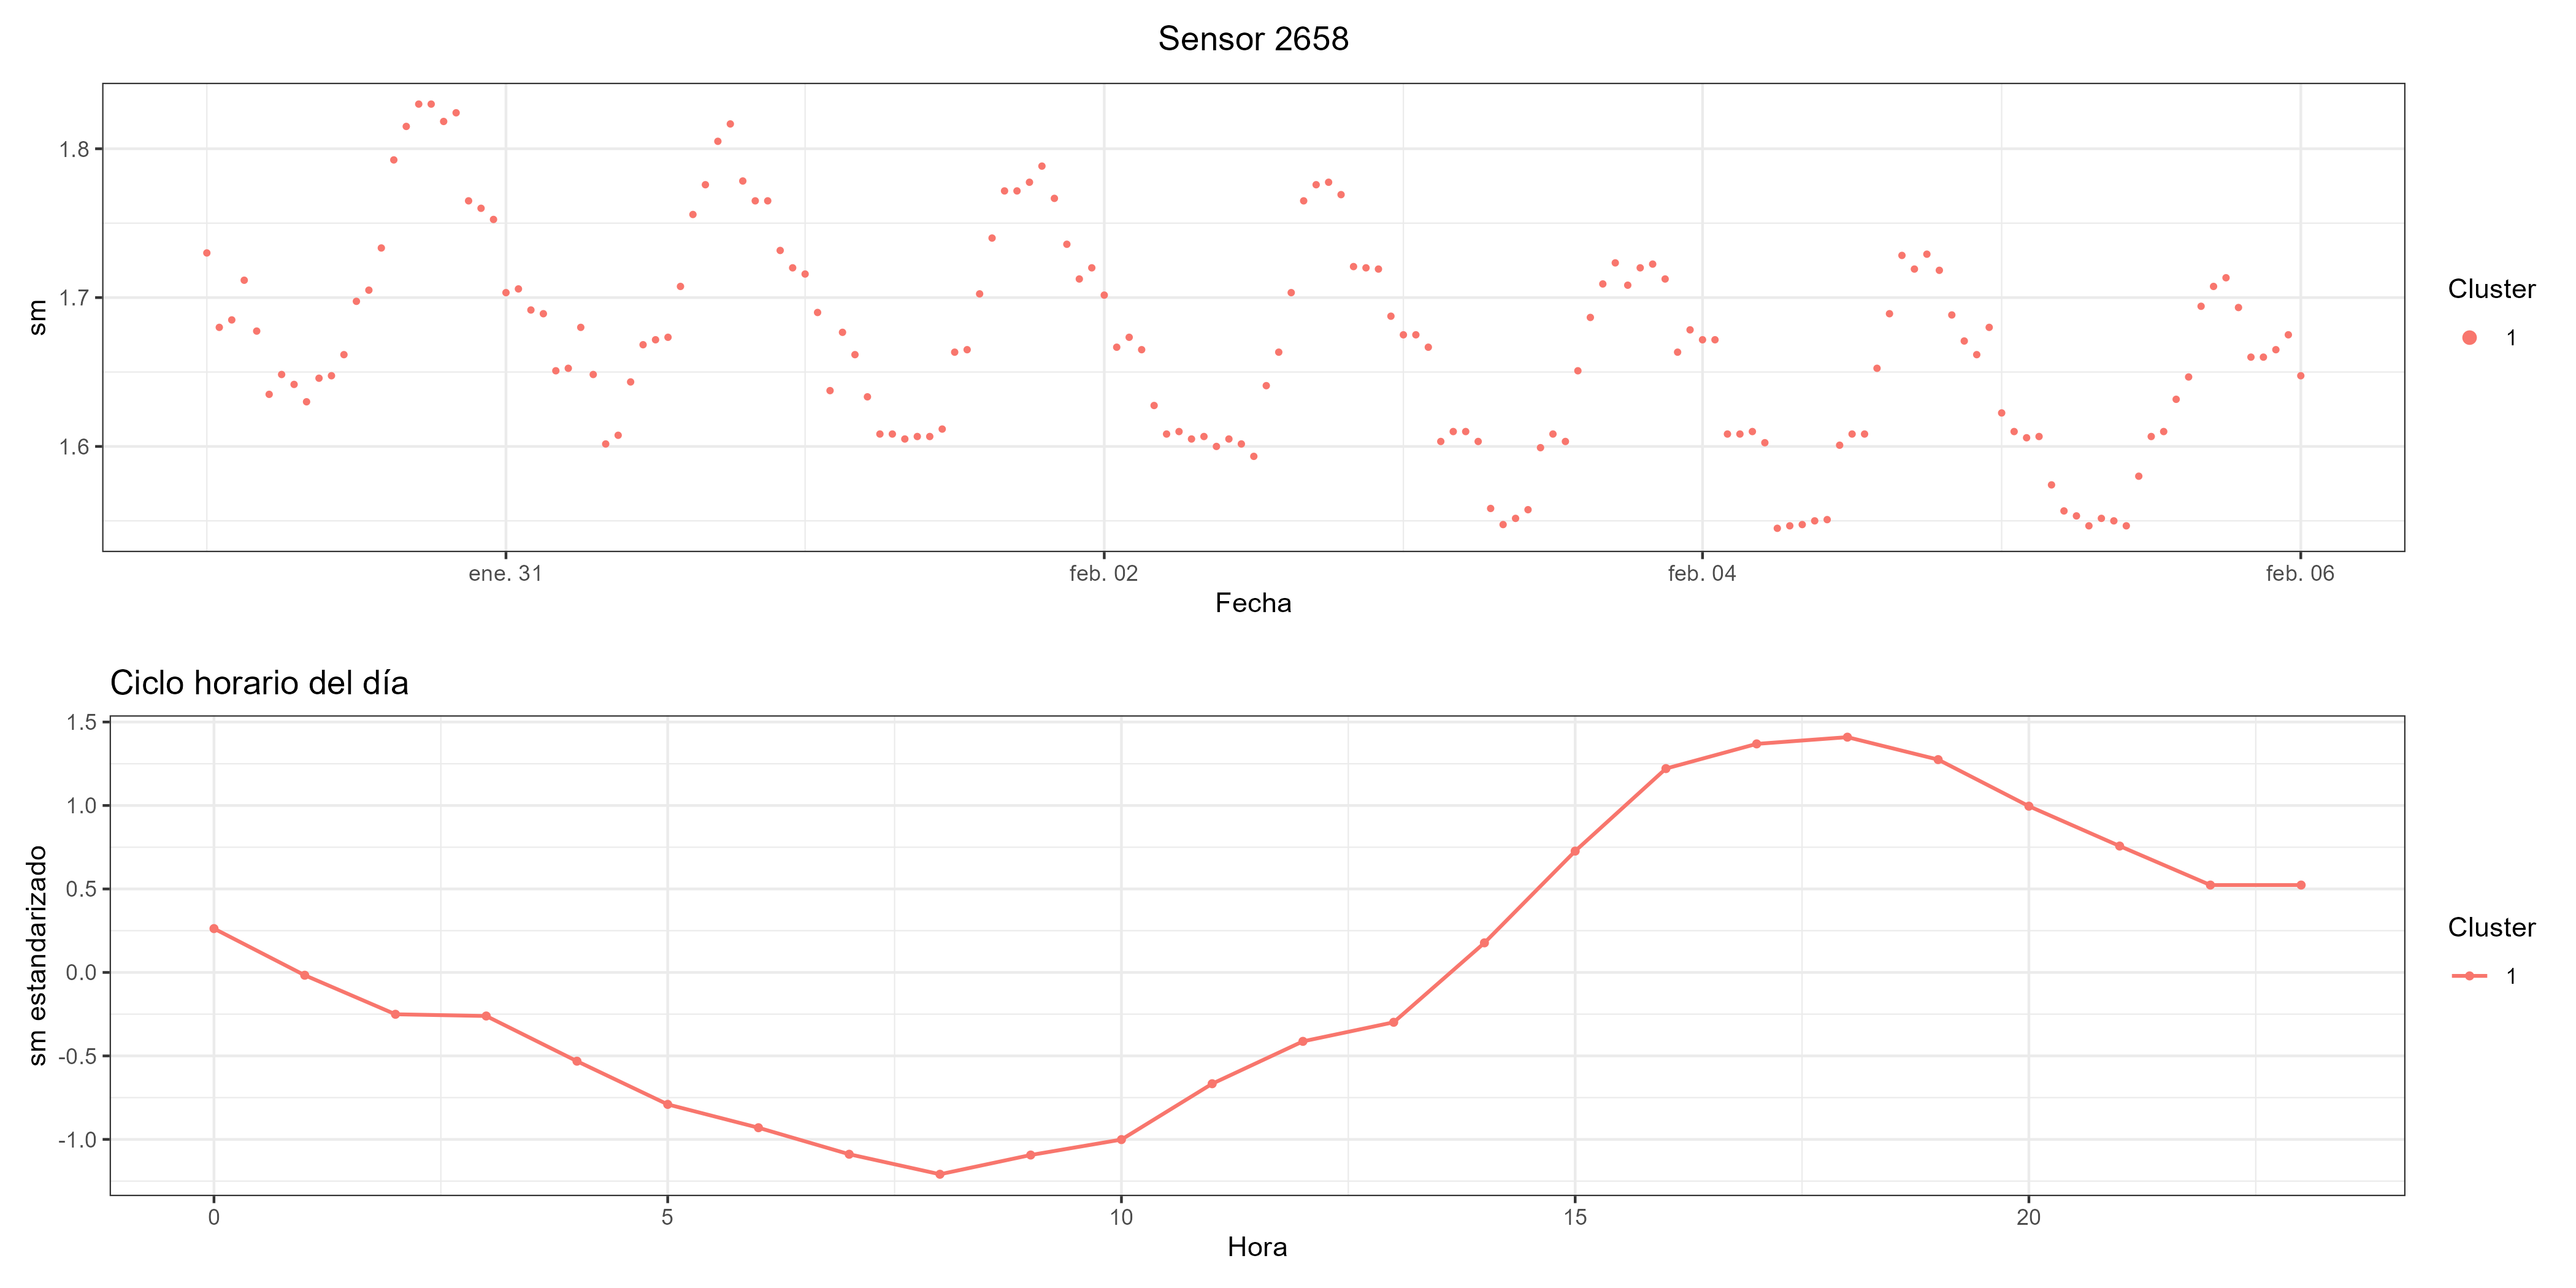 Sensor 2658
1.8
1.7
1.6
sm
ene. 31
feb. 02
feb. 04
feb. 06
Fecha
Cluster
1
Ciclo horario del día
1.5
1.0
0.5
0.0
-0.5
-1.0
sm estandarizado
0
5
10
15
20
Hora
Cluster
1